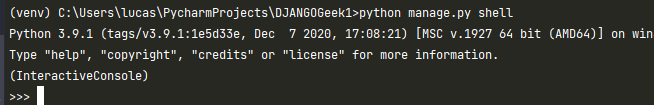 (venv) C:\Users\lucas\PycharmProjects\DJANGOGeek1>python manage.py shell
Python 3.9.1 (tags/v3.9.1:1e5d33e, Dec  7 2020, 17:08:21) [MSC v.1927 64 bit (AMD64)] on win
Type "help", "copyright", "credits" or "license" for more information.
(InteractiveConsole)
>>>